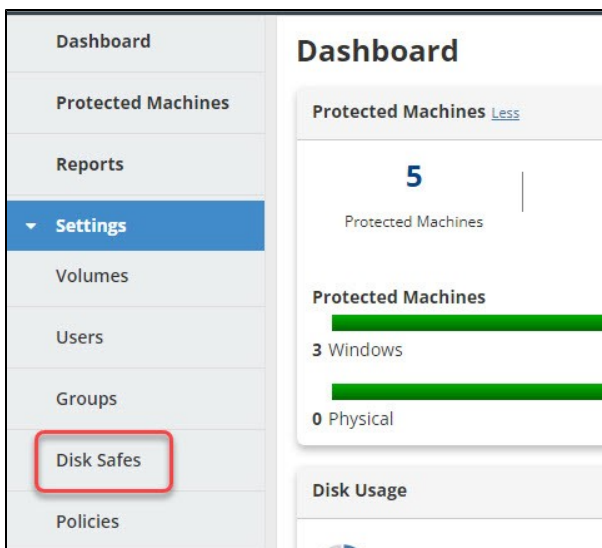 Dashboard
Protected Machines
Reports
Settings
Volumes
Users
Groups
Disk Safes
Policies
Dashboard
Protected Machines Less
5
Protected Machines
Protected Machines
3 Windows
0 Physical
Disk Usage